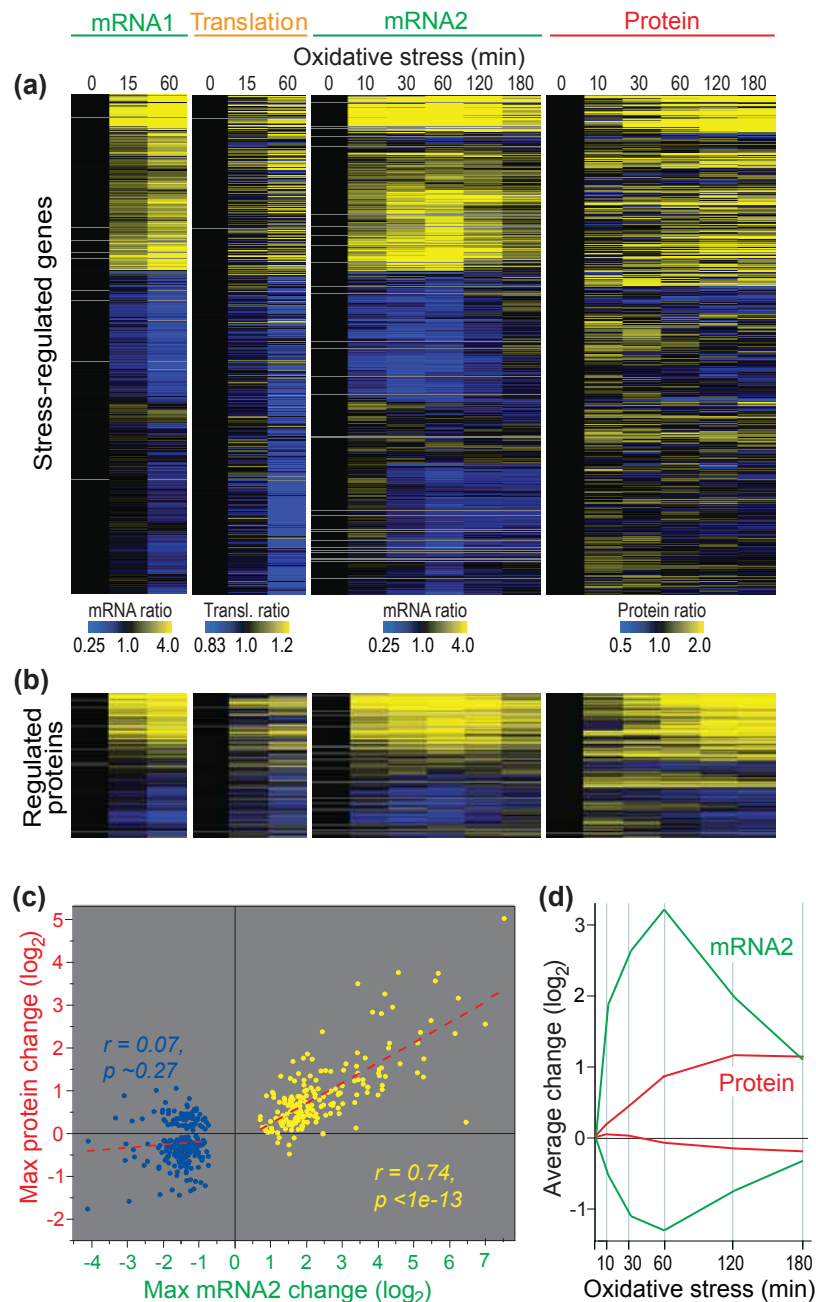 mRNA1 Translation mRNA2 Protein
Oxidative stress (min)
0 15 60 0 15 60 0 10 30 60 120 180 0 10 30 60 120 180
(a)
Stress-regulated genes
mRNA ratio Transl. ratio mRNA ratio Protein ratio
0.25 1.0 4.0 0.83 1.0 1.2 0.25 1.0 4.0 0.5 1.0 2.0
(b)
Regulated
proteins
(c)
Max protein change (log2)
5
4
3
2
1
0
-1
-2
r = 0.07,
p ~0.27
r = 0.74,
p <1e-13
-4 -3 -2 -1 0 1 2 3 4 5 6 7
Max mRNA2 change (log2)
(d)
Average change (log2)
3
2
1
0
-1
mRNA2
Protein
10 30 60 120 180
Oxidative stress (min)